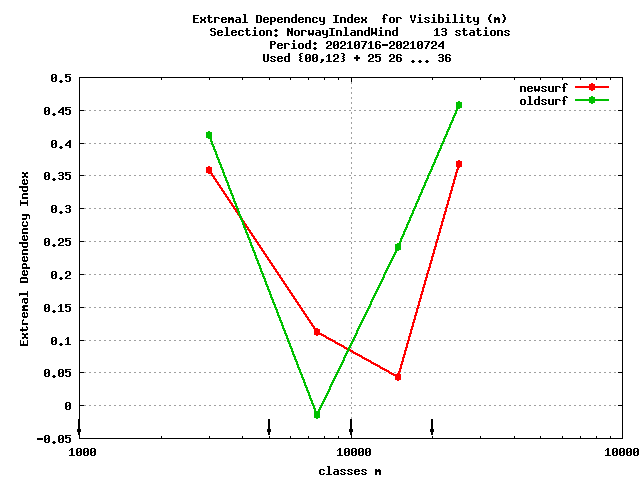 Extremal Dependency Index  for Visibility (m)
Selection: NorwayInlandWind     13 stations
Period: 20210716-20210724
Used {00,12} + 25 26 ... 36
newsurf
oldsurf
0.5
0.45
0.4
0.35
0.3
0.25
0.2
0.15
0.1
0.05
0
-0.05
Extremal Dependency Index
1000 10000 10000
classes m